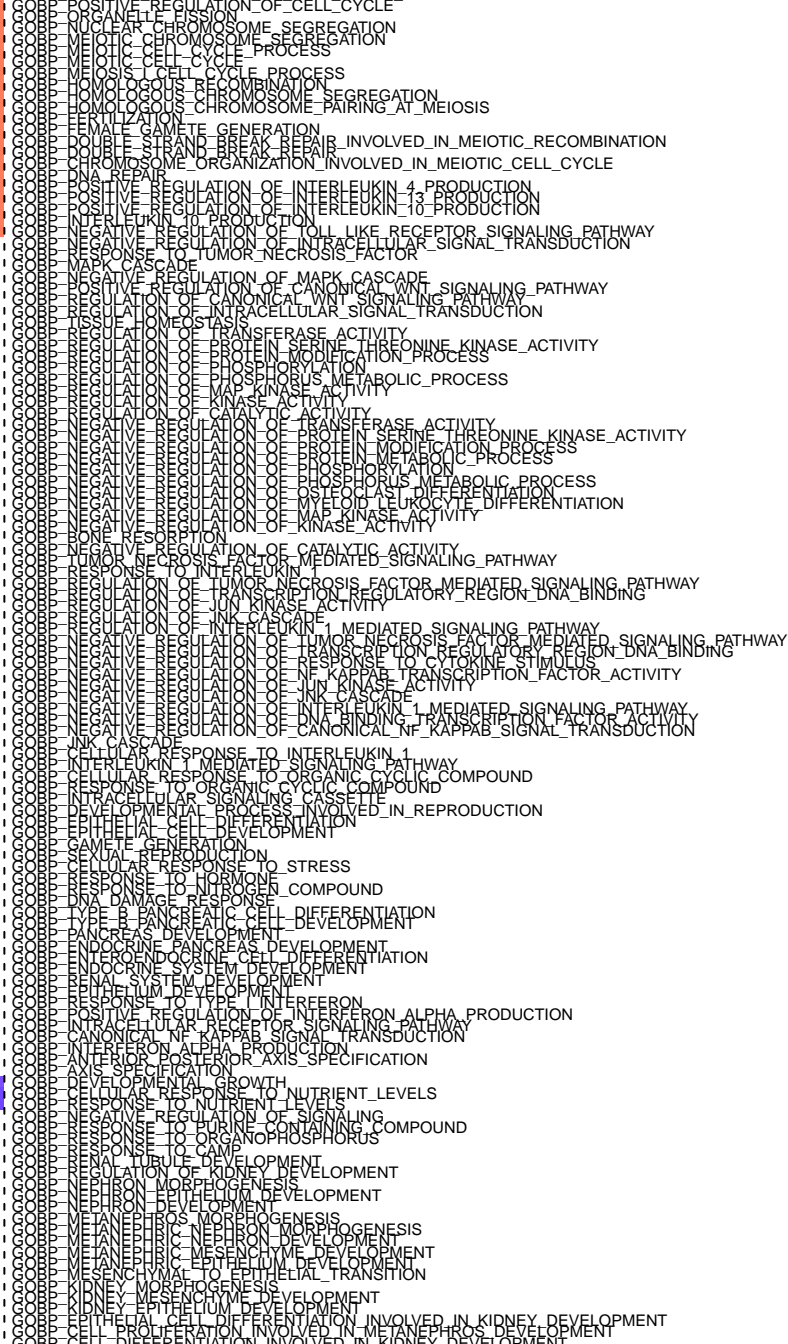 GOBP_POSITIVE_REGULATION_OF_CELL_CYCLE
GOBP_ORGANELLE_FISSION
GOBP_NUCLEAR_CHROMOSOME_SEGREGATION
GOBP_MEIOTIC_CHROMOSOME_SEGREGATION
GOBP_MEIOTIC_CELL_CYCLE_PROCESS
GOBP_MEIOTIC_CELL_CYCLE
GOBP_MEIOSIS_I_CELL_CYCLE_PROCESS
GOBP_HOMOLOGOUS_RECOMBINATION
GOBP_HOMOLOGOUS_CHROMOSOME_SEGREGATION
GOBP_HOMOLOGOUS_CHROMOSOME_PAIRING_AT_MEIOSIS
GOBP_FERTILIZATION
GOBP_FEMALE_GAMETE_GENERATION
GOBP_DOUBLE_STRAND_BREAK_REPAIR_INVOLVED_IN_MEIOTIC_RECOMBINATION
GOBP_DOUBLE_STRAND_BREAK_REPAIR
GOBP_CHROMOSOME_ORGANIZATION_INVOLVED_IN_MEIOTIC_CELL_CYCLE
GOBP_DNA_REPAIR
GOBP_POSITIVE_REGULATION_OF_INTERLEUKIN_4_PRODUCTION
GOBP_POSITIVE_REGULATION_OF_INTERLEUKIN_13_PRODUCTION
GOBP_POSITIVE_REGULATION_OF_INTERLEUKIN_10_PRODUCTION
GOBP_INTERLEUKIN_10_PRODUCTION
GOBP_NEGATIVE_REGULATION_OF_TOLL_LIKE_RECEPTOR_SIGNALING_PATHWAY
GOBP_NEGATIVE_REGULATION_OF_INTRACELLULAR_SIGNAL_TRANSDUCTION
GOBP_RESPONSE_TO_TUMOR_NECROSIS_FACTOR
GOBP_MAPK_CASCADE
GOBP_NEGATIVE_REGULATION_OF_MAPK_CASCADE
GOBP_POSITIVE_REGULATION_OF_CANONICAL_WNT_SIGNALING_PATHWAY
GOBP_REGULATION_OF_CANONICAL_WNT_SIGNALING_PATHWAY
GOBP_REGULATION_OF_INTRACELLULAR_SIGNAL_TRANSDUCTION
GOBP_TISSUE_HOMEOSTASIS
GOBP_REGULATION_OF_TRANSFERASE_ACTIVITY
GOBP_REGULATION_OF_PROTEIN_SERINE_THREONINE_KINASE_ACTIVITY
GOBP_REGULATION_OF_PROTEIN_MODIFICATION_PROCESS
GOBP_REGULATION_OF_PHOSPHORYLATION
GOBP_REGULATION_OF_PHOSPHORUS_METABOLIC_PROCESS
GOBP_REGULATION_OF_MAP_KINASE_ACTIVITY
GOBP_REGULATION_OF_KINASE_ACTIVITY
GOBP_REGULATION_OF_CATALYTIC_ACTIVITY
GOBP_NEGATIVE_REGULATION_OF_TRANSFERASE_ACTIVITY
GOBP_NEGATIVE_REGULATION_OF_PROTEIN_SERINE_THREONINE_KINASE_ACTIVITY
GOBP_NEGATIVE_REGULATION_OF_PROTEIN_MODIFICATION_PROCESS
GOBP_NEGATIVE_REGULATION_OF_PROTEIN_METABOLIC_PROCESS
GOBP_NEGATIVE_REGULATION_OF_PHOSPHORYLATION
GOBP_NEGATIVE_REGULATION_OF_PHOSPHORUS_METABOLIC_PROCESS
GOBP_NEGATIVE_REGULATION_OF_OSTEOCLAST_DIFFERENTIATION
GOBP_NEGATIVE_REGULATION_OF_MYELOID_LEUKOCYTE_DIFFERENTIATION
GOBP_NEGATIVE_REGULATION_OF_MAP_KINASE_ACTIVITY
GOBP_NEGATIVE_REGULATION_OF_KINASE_ACTIVITY
GOBP_BONE_RESORPTION
GOBP_NEGATIVE_REGULATION_OF_CATALYTIC_ACTIVITY
GOBP_TUMOR_NECROSIS_FACTOR_MEDIATED_SIGNALING_PATHWAY
GOBP_RESPONSE_TO_INTERLEUKIN_1
GOBP_REGULATION_OF_TUMOR_NECROSIS_FACTOR_MEDIATED_SIGNALING_PATHWAY
GOBP_REGULATION_OF_TRANSCRIPTION_REGULATORY_REGION_DNA_BINDING
GOBP_REGULATION_OF_JUN_KINASE_ACTIVITY
GOBP_REGULATION_OF_JNK_CASCADE
GOBP_REGULATION_OF_INTERLEUKIN_1_MEDIATED_SIGNALING_PATHWAY
GOBP_NEGATIVE_REGULATION_OF_TUMOR_NECROSIS_FACTOR_MEDIATED_SIGNALING_PATHWAY
GOBP_NEGATIVE_REGULATION_OF_TRANSCRIPTION_REGULATORY_REGION_DNA_BINDING
GOBP_NEGATIVE_REGULATION_OF_RESPONSE_TO_CYTOKINE_STIMULUS
GOBP_NEGATIVE_REGULATION_OF_NF_KAPPAB_TRANSCRIPTION_FACTOR_ACTIVITY
GOBP_NEGATIVE_REGULATION_OF_JUN_KINASE_ACTIVITY
GOBP_NEGATIVE_REGULATION_OF_JNK_CASCADE
GOBP_NEGATIVE_REGULATION_OF_INTERLEUKIN_1_MEDIATED_SIGNALING_PATHWAY
GOBP_NEGATIVE_REGULATION_OF_DNA_BINDING_TRANSCRIPTION_FACTOR_ACTIVITY
GOBP_NEGATIVE_REGULATION_OF_CANONICAL_NF_KAPPAB_SIGNAL_TRANSDUCTION
GOBP_JNK_CASCADE
GOBP_CELLULAR_RESPONSE_TO_INTERLEUKIN_1
GOBP_INTERLEUKIN_1_MEDIATED_SIGNALING_PATHWAY
GOBP_CELLULAR_RESPONSE_TO_ORGANIC_CYCLIC_COMPOUND
GOBP_RESPONSE_TO_ORGANIC_CYCLIC_COMPOUND
GOBP_INTRACELLULAR_SIGNALING_CASSETTE
GOBP_DEVELOPMENTAL_PROCESS_INVOLVED_IN_REPRODUCTION
GOBP_EPITHELIAL_CELL_DIFFERENTIATION
GOBP_EPITHELIAL_CELL_DEVELOPMENT
GOBP_GAMETE_GENERATION
GOBP_SEXUAL_REPRODUCTION
GOBP_CELLULAR_RESPONSE_TO_STRESS
GOBP_RESPONSE_TO_HORMONE
GOBP_RESPONSE_TO_NITROGEN_COMPOUND
GOBP_DNA_DAMAGE_RESPONSE
GOBP_TYPE_B_PANCREATIC_CELL_DIFFERENTIATION
GOBP_TYPE_B_PANCREATIC_CELL_DEVELOPMENT
GOBP_PANCREAS_DEVELOPMENT
GOBP_ENDOCRINE_PANCREAS_DEVELOPMENT
GOBP_ENTEROENDOCRINE_CELL_DIFFERENTIATION
GOBP_ENDOCRINE_SYSTEM_DEVELOPMENT
GOBP_RENAL_SYSTEM_DEVELOPMENT
GOBP_EPITHELIUM_DEVELOPMENT
GOBP_RESPONSE_TO_TYPE_I_INTERFERON
GOBP_POSITIVE_REGULATION_OF_INTERFERON_ALPHA_PRODUCTION
GOBP_INTRACELLULAR_RECEPTOR_SIGNALING_PATHWAY
GOBP_CANONICAL_NF_KAPPAB_SIGNAL_TRANSDUCTION
GOBP_INTERFERON_ALPHA_PRODUCTION
GOBP_ANTERIOR_POSTERIOR_AXIS_SPECIFICATION
GOBP_AXIS_SPECIFICATION
GOBP_DEVELOPMENTAL_GROWTH
GOBP_CELLULAR_RESPONSE_TO_NUTRIENT_LEVELS
GOBP_RESPONSE_TO_NUTRIENT_LEVELS
GOBP_NEGATIVE_REGULATION_OF_SIGNALING
GOBP_RESPONSE_TO_PURINE_CONTAINING_COMPOUND
GOBP_RESPONSE_TO_ORGANOPHOSPHORUS
GOBP_RESPONSE_TO_CAMP
GOBP_RENAL_TUBULE_DEVELOPMENT
GOBP_REGULATION_OF_KIDNEY_DEVELOPMENT
GOBP_NEPHRON_MORPHOGENESIS
GOBP_NEPHRON_EPITHELIUM_DEVELOPMENT
GOBP_NEPHRON_DEVELOPMENT
GOBP_METANEPHROS_MORPHOGENESIS
GOBP_METANEPHRIC_NEPHRON_MORPHOGENESIS
GOBP_METANEPHRIC_NEPHRON_DEVELOPMENT
GOBP_METANEPHRIC_MESENCHYME_DEVELOPMENT
GOBP_METANEPHRIC_EPITHELIUM_DEVELOPMENT
GOBP_MESENCHYMAL_TO_EPITHELIAL_TRANSITION
GOBP_KIDNEY_MORPHOGENESIS
GOBP_KIDNEY_MESENCHYME_DEVELOPMENT
GOBP_KIDNEY_EPITHELIUM_DEVELOPMENT
GOBP_EPITHELIAL_CELL_DIFFERENTIATION_INVOLVED_IN_KIDNEY_DEVELOPMENT
GOBP_CELL_PROLIFERATION_INVOLVED_IN_METANEPHROS_DEVELOPMENT
GOBP_CELL_DIFFERENTIATION_INVOLVED_IN_KIDNEY_DEVELOPMENT